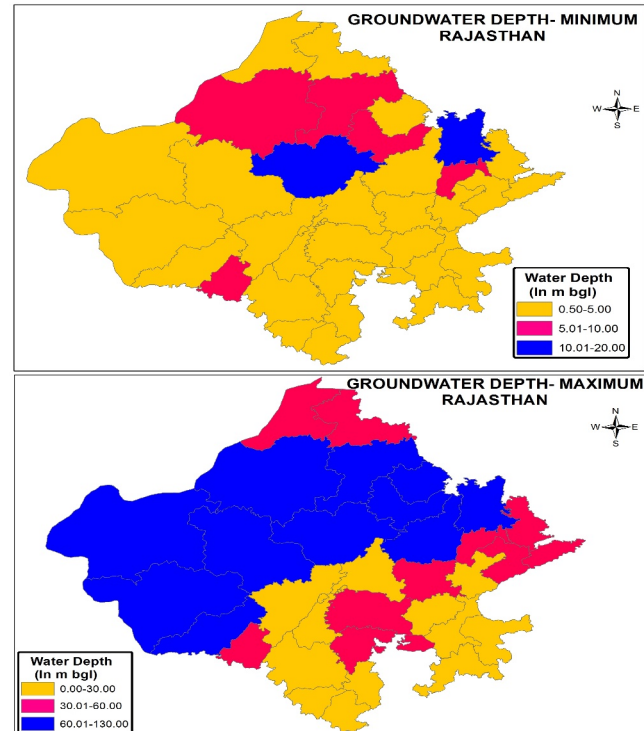 GROUNDWATER DEPTH- MINIMUM
RAJASTHAN
N
W E
S
Water Depth
(In m bgl)
0.50-5.00
5.01-10.00
10.01-20.00
GROUNDWATER DEPTH- MAXIMUM
RAJASTHAN
N
W E
S
Water Depth
(In m bgl)
0.00-30.00
30.01-60.00
60.01-130.00